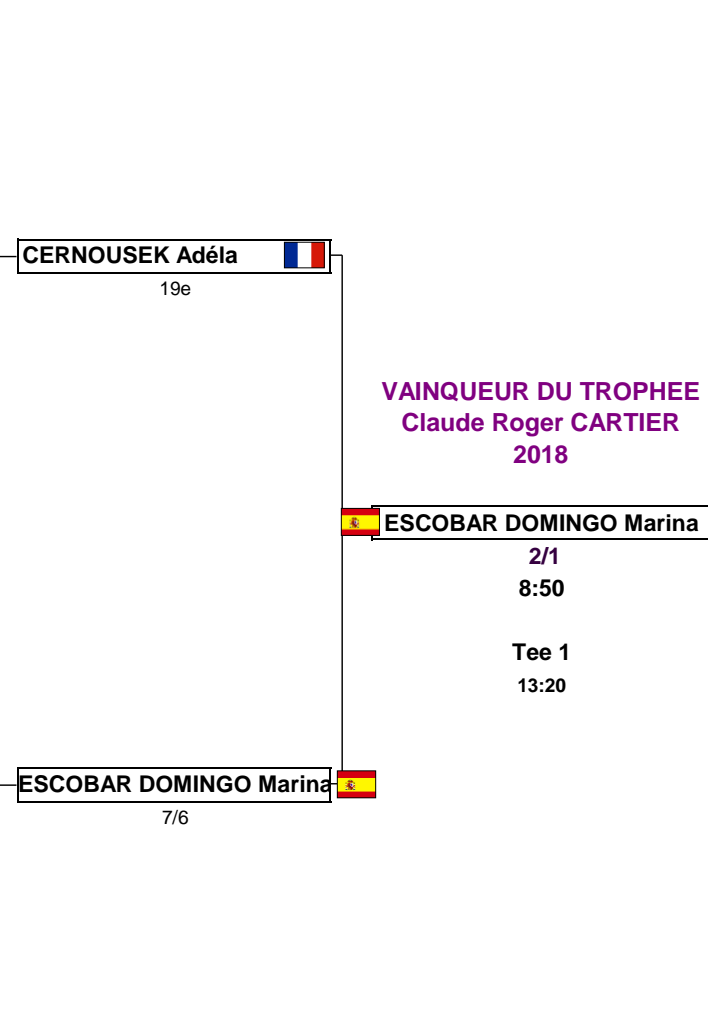 CERNOUSEK Adéla
19e
VAINQUEUR DU TROPHEE
Claude Roger CARTIER
2018
ESCOBAR DOMINGO Marina
2/1
8:50
Tee 1
13:20
ESCOBAR DOMINGO Marina
7/6